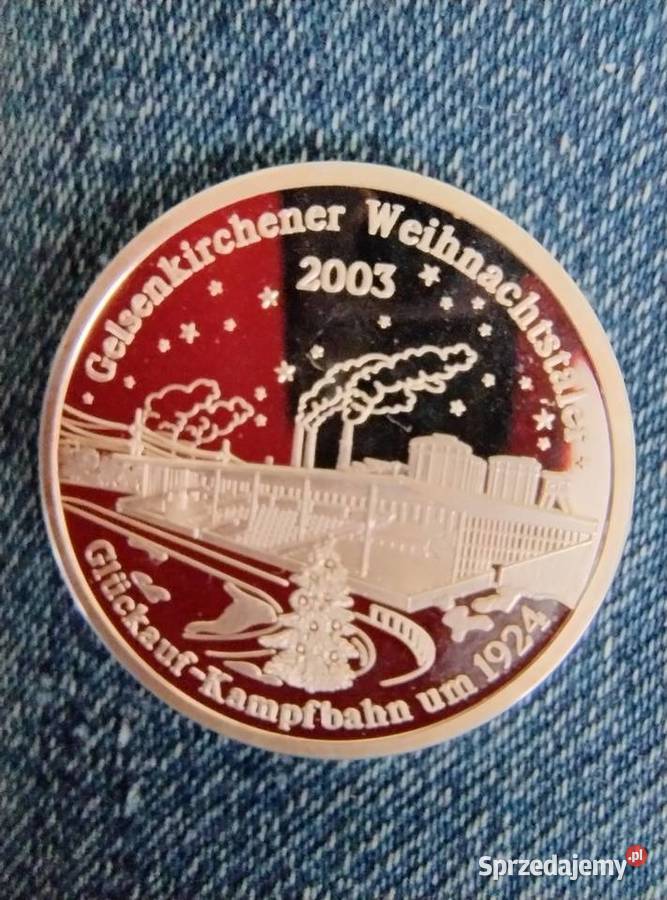 Gelsenkirchener Weihnachtstaler
2003
Glückauf-Kampfbahn um 1924
Sprzedajemy.pl